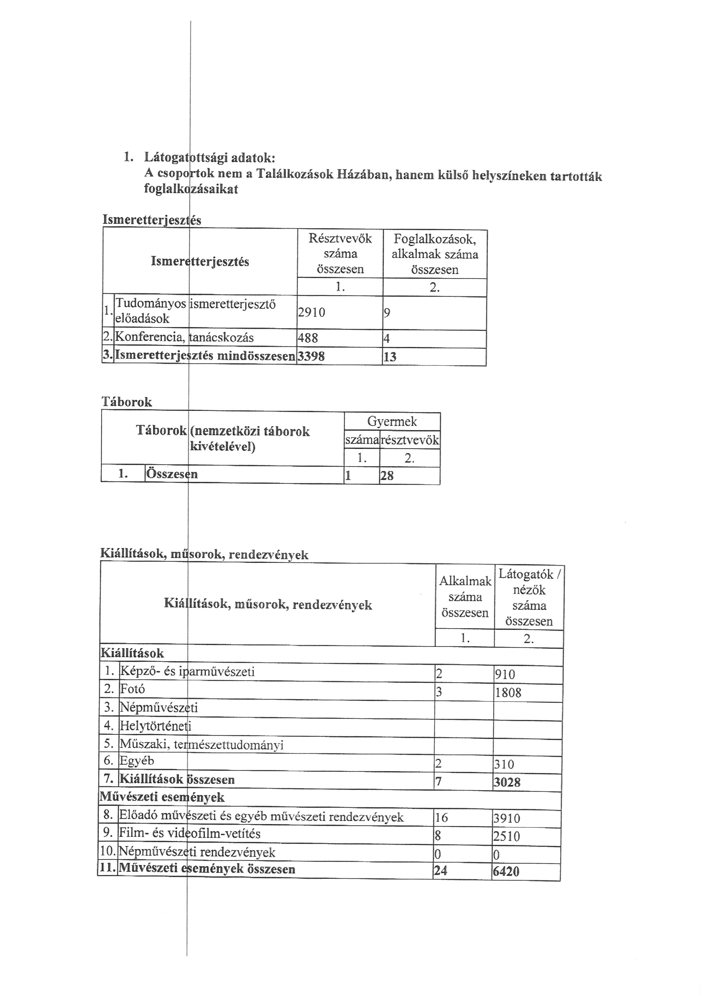 1. Látogatottsági adatok:
A csoportok nem a Találkozások Házában, hanem külső helyszíneken tartották
foglalkozásaikat
Ismeretterjesztés
Ismeretterjesztés
Résztvevők
száma
összesen
Foglalkozások,
alkalmak száma
összesen
1. 2.
1. Tudományos ismeretterjesztő
előadások 2910 9
2. Konferencia, tanácskozás 488 4
3. Ismeretterjesztés mindösszesen 3398 13
Táborok
Táborok (nemzetközi táborok
kivételével)
Gyermek
száma résztvevők
1. 2.
1. Összesen 1 28
Kiállítások, műsorok, rendezvények
Kiállítások, műsorok, rendezvények
Alkalmak
száma
összesen
Látogatók /
nézők
száma
összesen
1. 2.
Kiállítások
1. Képző- és iparművészeti 2 910
2. Fotó 3 1808
3. Népművészeti
4. Helytörténeti
5. Műszaki, természettudományi
6. Egyéb 2 310
7. Kiállítások összesen 7 3028
Művészeti események
8. Előadó művészeti és egyéb művészeti rendezvények 16 3910
9. Film- és videofilm-vetítés 8 2510
10. Népművészeti rendezvények 0 0
11. Művészeti események összesen 24 6420